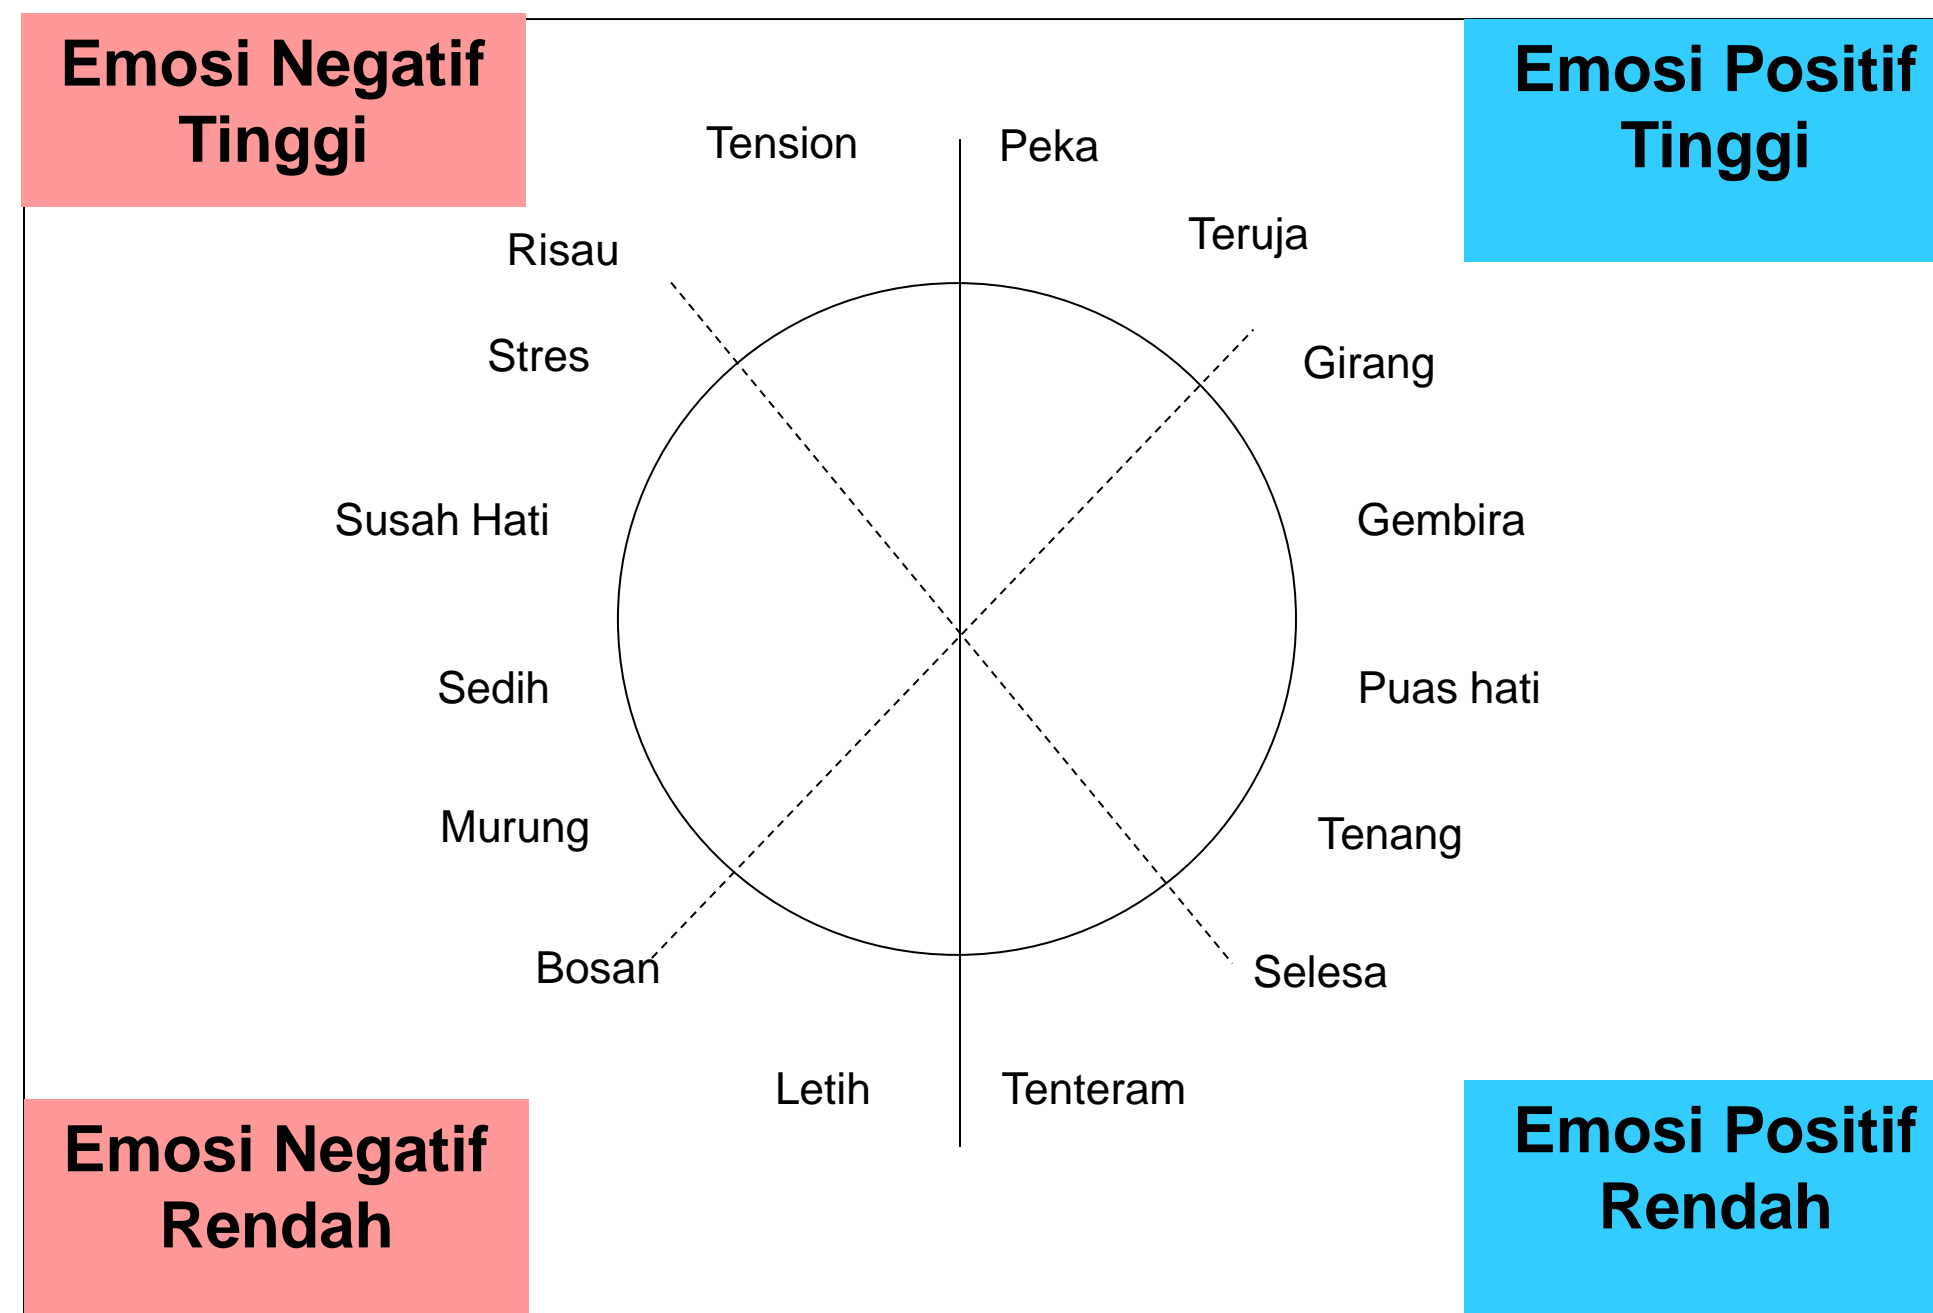 Emosi Negatif
Tinggi
Emosi Positif
Tinggi
Tension
Peka
Risau
Teruja
Stres
Girang
Susah Hati
Gembira
Sedih
Puas hati
Murung
Tenang
Bosan
Selesa
Letih
Tenteram
Emosi Negatif
Rendah
Emosi Positif
Rendah